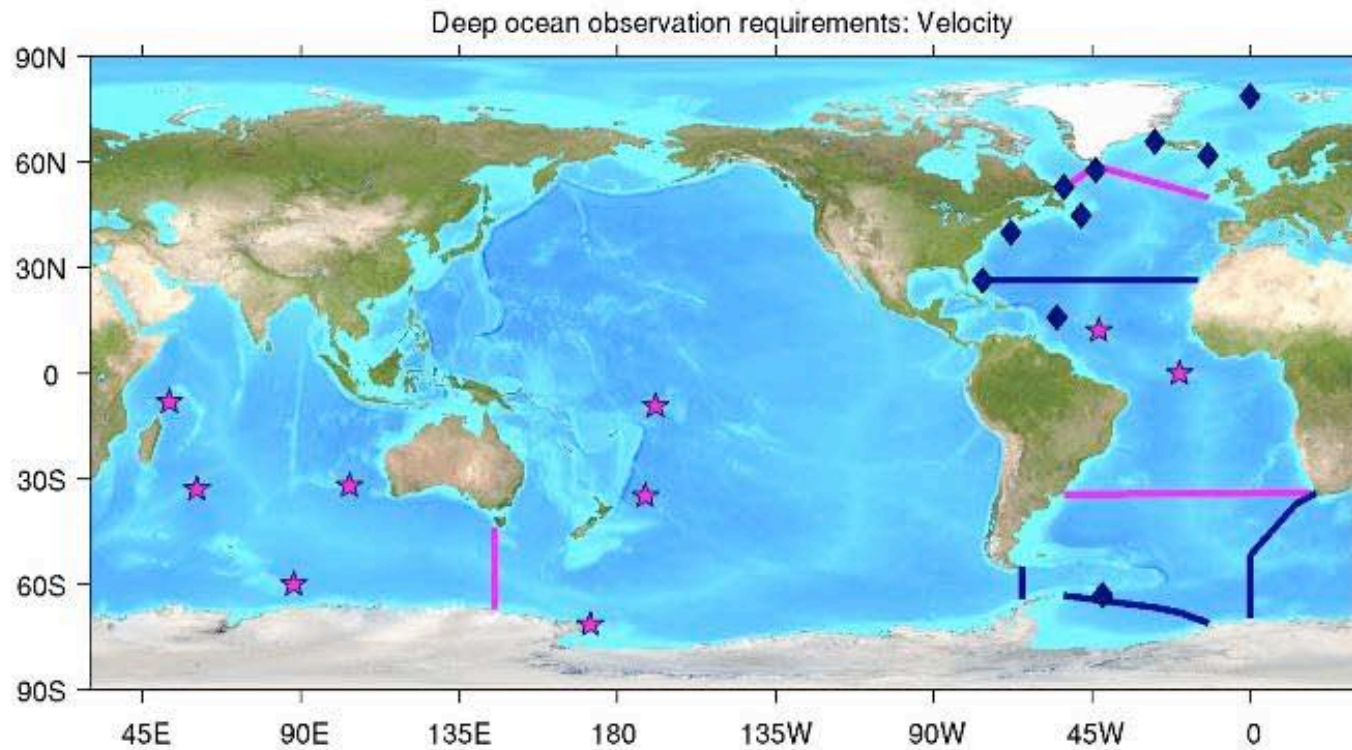 Deep ocean observation requirements: Velocity
90N
60N
30N
0
30S
60S
90S
45E 90E 135E 180 135W 90W 45W 0